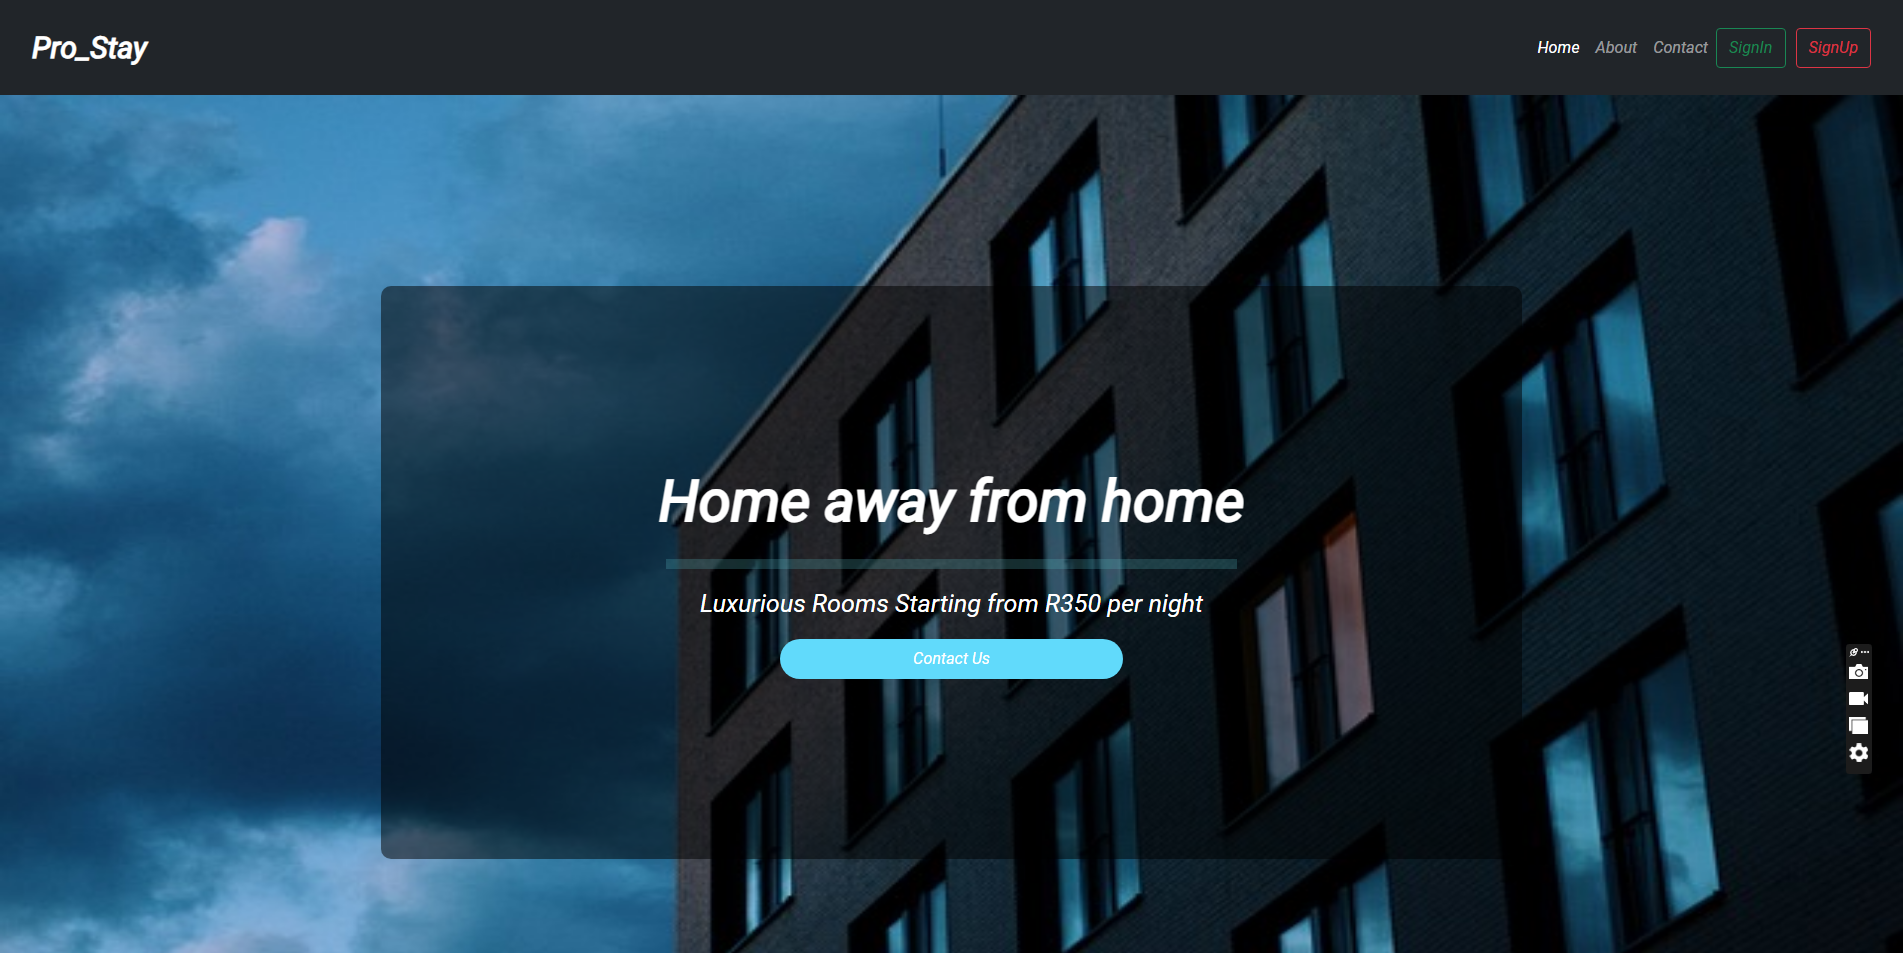 Pro_Stay
Home About Contact SignIn SignUp
Home away from home
Luxurious Rooms Starting from R350 per night
Contact Us